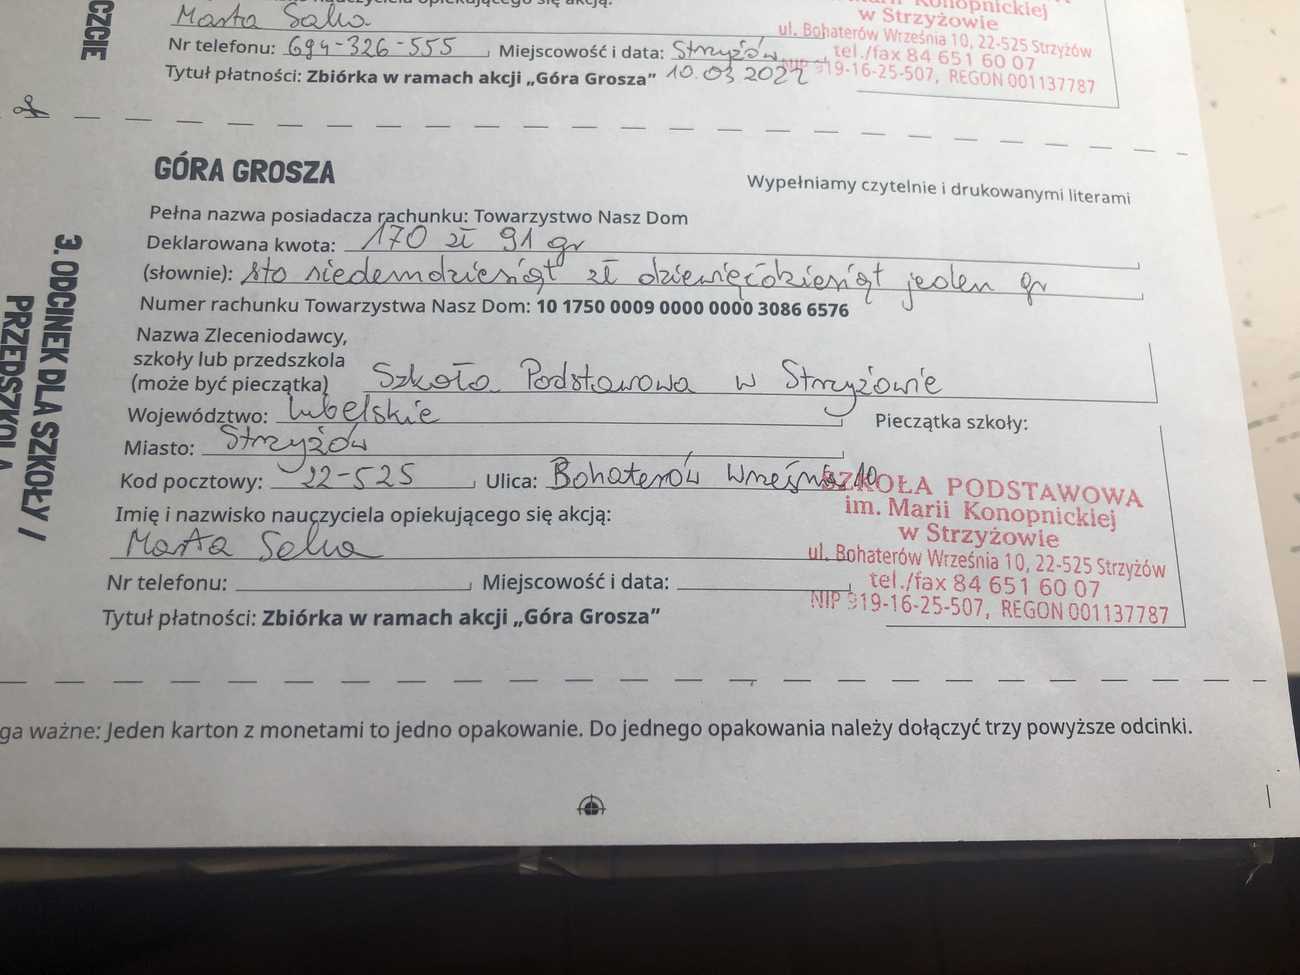 CZCIE
Marta Saha
Nr telefonu: 694-326-555 Miejscowość i data: Strzyżów
Tytuł płatności: Zbiórka w ramach akcji „Góra Grosza” 10.03.2022
Marii Konopnickiej
w Strzyżowie
ul. Bohaterów Września 10, 22-525 Strzyżów
tel./fax 84 651 60 07
NIP 919-16-25-507, REGON 001137787
GÓRA GROSZA
Wypełniamy czytelnie i drukowanymi literami
Pełna nazwa posiadacza rachunku: Towarzystwo Nasz Dom
Deklarowana kwota: 170 zł 91 gr
(słownie): sto siedemdziesiąt zł dziewięćdziesiąt jeden gr
Numer rachunku Towarzystwa Nasz Dom: 10 1750 0009 0000 0000 3086 6576
Nazwa Zleceniodawcy,
szkoły lub przedszkola
(może być pieczątka) Szkoła Podstawowa w Strzyżowie
Województwo: lubelskie
Pieczątka szkoły:
Miasto: Strzyżów
Kod pocztowy: 22-525 Ulica: Bohaterów Września 10
Imię i nazwisko nauczyciela opiekującego się akcją:
Marta Saha
Nr telefonu: Miejscowość i data:
Tytuł płatności: Zbiórka w ramach akcji „Góra Grosza”
SZKOŁA PODSTAWOWA
im. Marii Konopnickiej
w Strzyżowie
ul. Bohaterów Września 10, 22-525 Strzyżów
tel./fax 84 651 60 07
NIP 919-16-25-507, REGON 001137787
3. ODCINEK DLA SZKOŁY /
PRZEDSZKOLA
ga ważne: Jeden karton z monetami to jedno opakowanie. Do jednego opakowania należy dołączyć trzy powyższe odcinki.